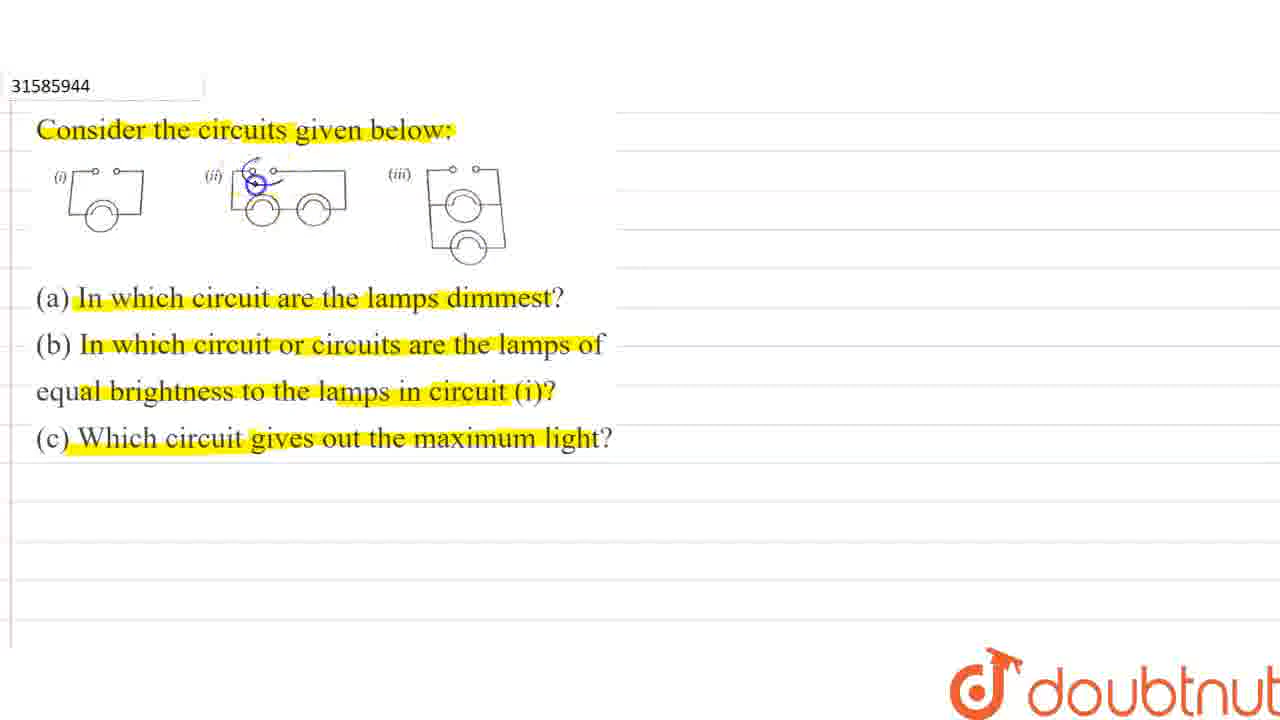 31585944
Consider the circuits given below:
(i) (ii) (iii)
(a) In which circuit are the lamps dimmest?
(b) In which circuit or circuits are the lamps of
equal brightness to the lamps in circuit (i)?
(c) Which circuit gives out the maximum light?
doubtnut